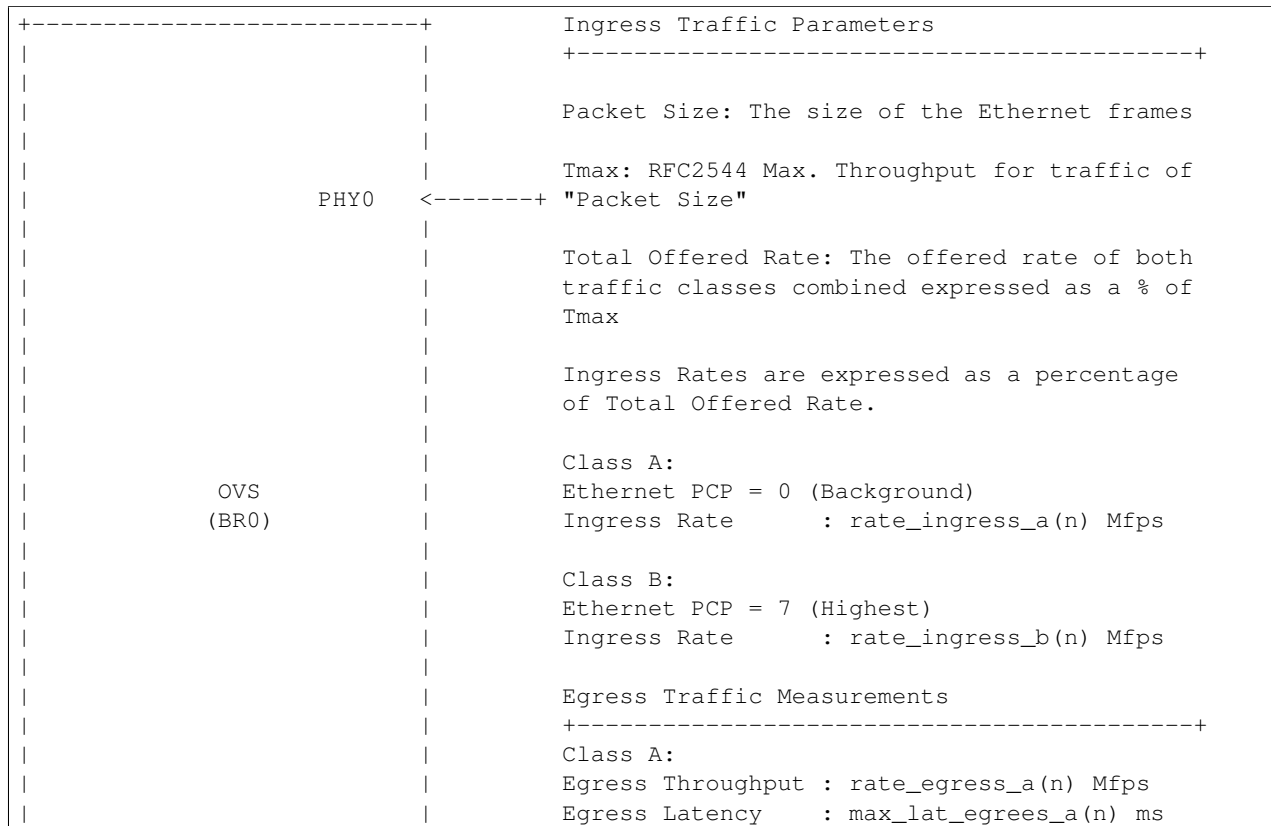 +---------------------------+ Ingress Traffic Parameters
| | +-------------------------------------------+
| |
| | Packet Size: The size of the Ethernet frames
| |
| | Tmax: RFC2544 Max. Throughput for traffic of
| PHY0 <-------+ "Packet Size"
| |
| | Total Offered Rate: The offered rate of both
| | traffic classes combined expressed as a % of
| | Tmax
| |
| | Ingress Rates are expressed as a percentage
| | of Total Offered Rate.
| |
| | Class A:
| OVS | Ethernet PCP = 0 (Background)
| (BR0) | Ingress Rate : rate_ingress_a(n) Mfps
| |
| | Class B:
| | Ethernet PCP = 7 (Highest)
| | Ingress Rate : rate_ingress_b(n) Mfps
| |
| | Egress Traffic Measurements
| | +-------------------------------------------+
| | Class A:
| | Egress Throughput : rate_egress_a(n) Mfps
| | Egress Latency : max_lat_egrees_a(n) ms